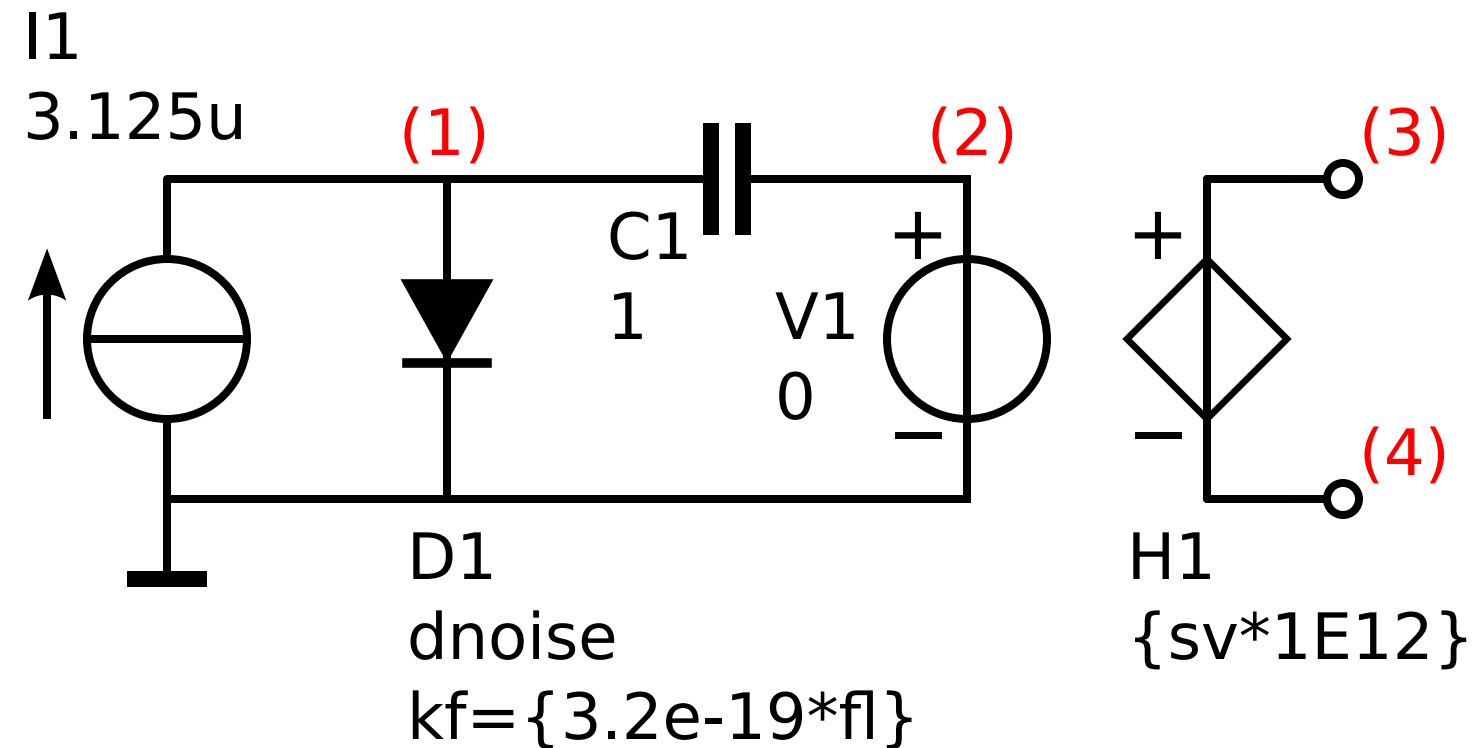 I1
3.125u
(1)
(2)
(3)
C1
1
+
V1
0
−
+
−
(4)
D1
dnoise
kf={3.2e-19*fl}
H1
{sv*1E12}